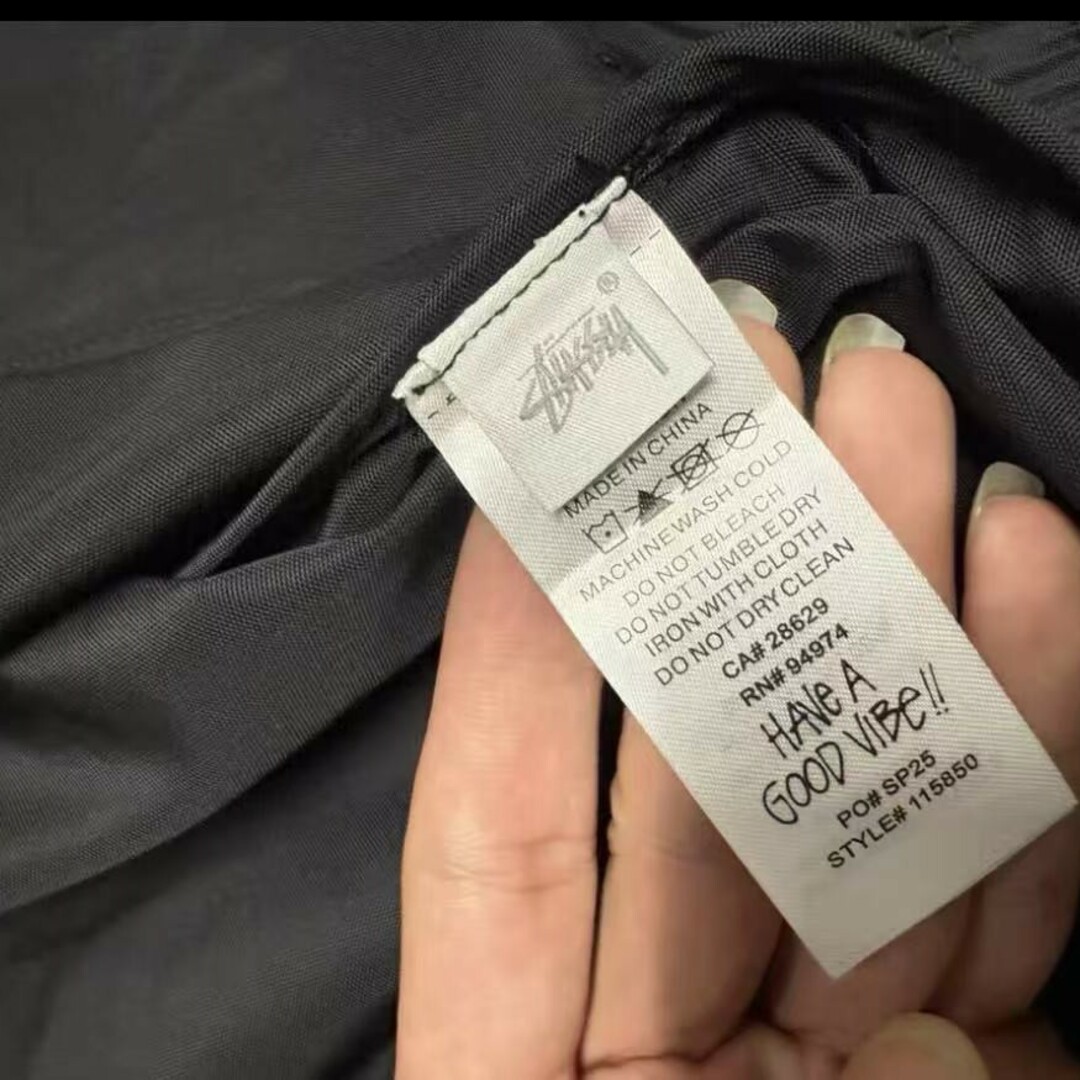 Stüssy ®
MADE IN CHINA
MACHINE WASH COLD
DO NOT BLEACH
DO NOT TUMBLE DRY
IRON WITH CLOTH
DO NOT DRY CLEAN
CA# 28629
RN# 94974
HAVE A
GOOD VIBE!!
PO# SP25
STYLE# 115850